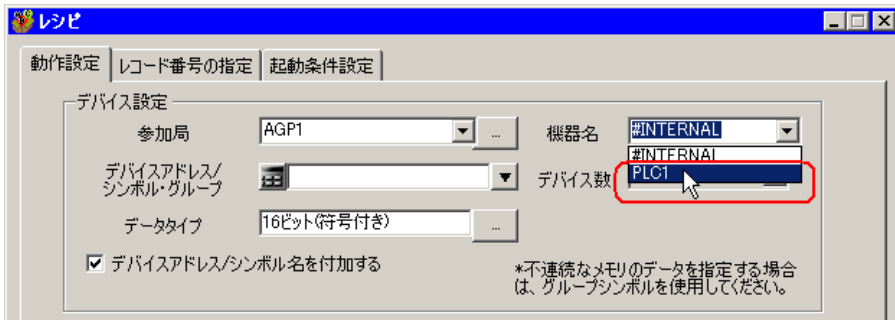 レシピ
動作設定 レコード番号の指定 起動条件設定
デバイス設定
参加局 AGP1 ... 機器名 #INTERNAL
#INTERNAL
PLC1
デバイスアドレス/
シンボル・グループ デバイス数
データタイプ 16ビット(符号付き) ...
デバイスアドレス/シンボル名を付加する
*不連続なメモリのデータを指定する場合
は、グループシンボルを使用してください。